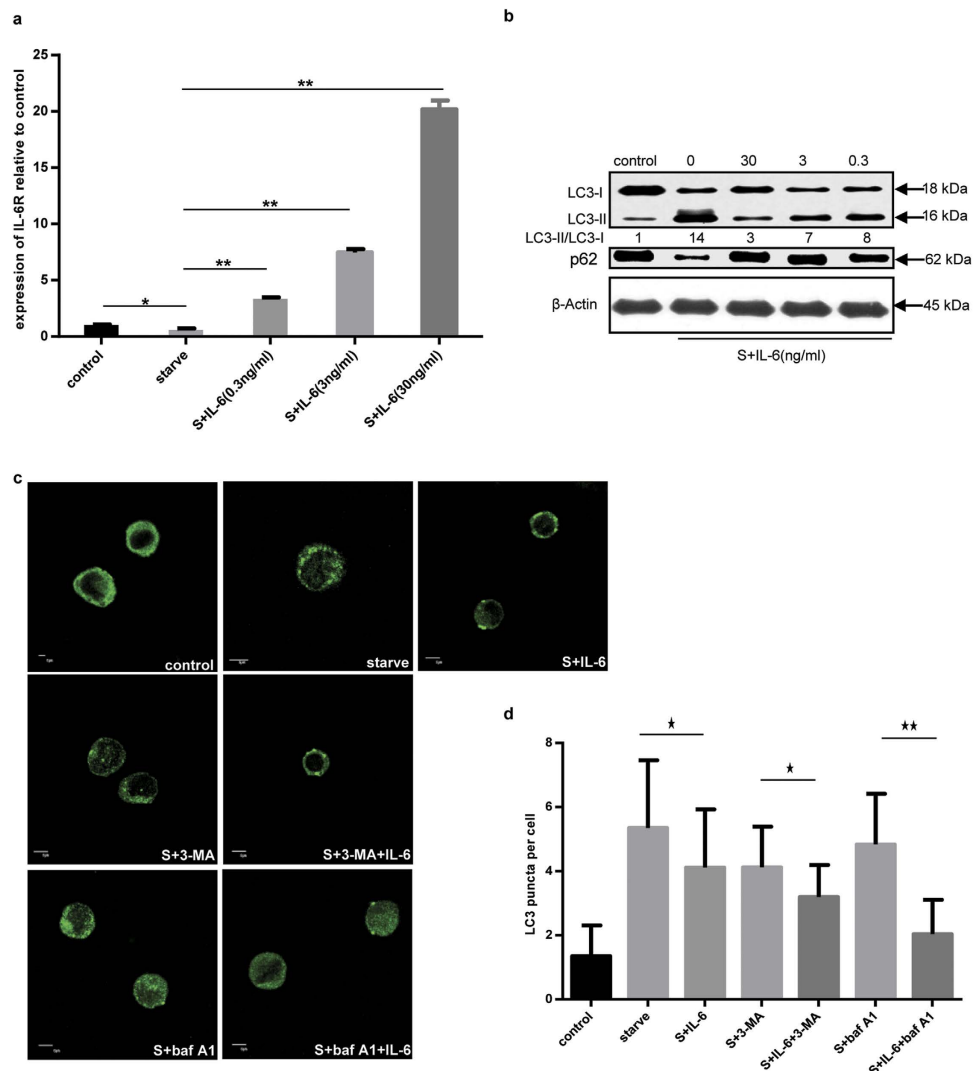 a
expression of IL-6R relative to control
25
20
15
10
5
0
**
**
**
*
control
starve
S+IL-6(0.3ng/ml)
S+IL-6(3ng/ml)
S+IL-6(30ng/ml)
b
control 0 30 3 0.3
LC3-I 18 kDa
LC3-II 16 kDa
LC3-II/LC3-I 1 14 3 7 8
p62 62 kDa
β-Actin 45 kDa
S+IL-6(ng/ml)
c
control
starve
S+IL-6
S+3-MA
S+3-MA+IL-6
S+baf A1
S+baf A1+IL-6
d
LC3 puncta per cell
8
6
4
2
0
★
★
★★
control
starve
S+IL-6
S+3-MA
S+IL-6+3-MA
S+baf A1
S+IL-6+baf A1